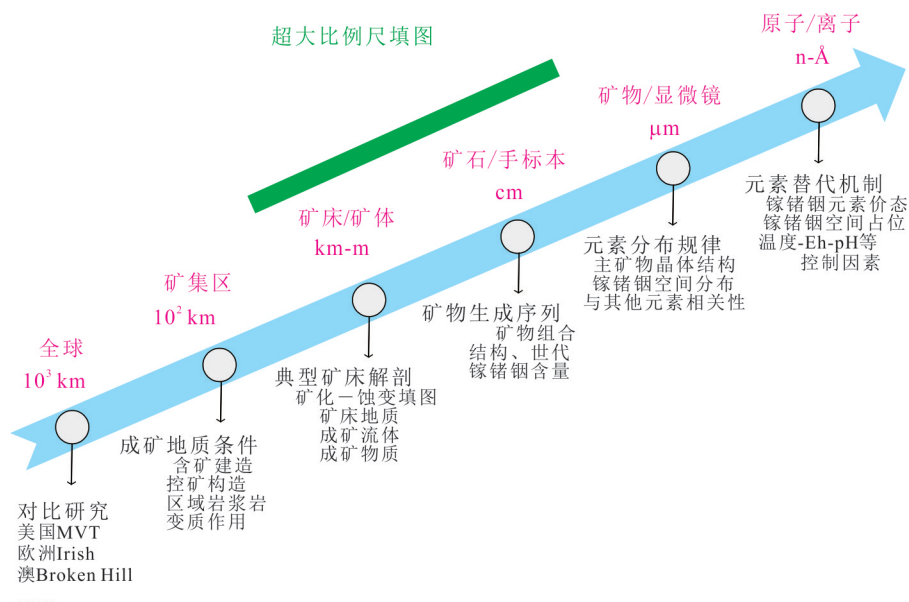 超大比例尺填图
全球
10³ km
对比研究
美国MVT
欧洲Irish
澳Broken Hill
矿集区
10² km
成矿地质条件
含矿建造
控矿构造
区域岩浆岩
变质作用
矿床/矿体
km-m
典型矿床解剖
矿化－蚀变填图
矿床地质
成矿流体
成矿物质
矿石/手标本
cm
矿物生成序列
矿物组合
结构、世代
镓锗铟含量
矿物/显微镜
μm
元素分布规律
主矿物晶体结构
镓锗铟空间分布
与其他元素相关性
原子/离子
n-Å
元素替代机制
镓锗铟元素价态
镓锗铟空间占位
温度-Eh-pH等
控制因素